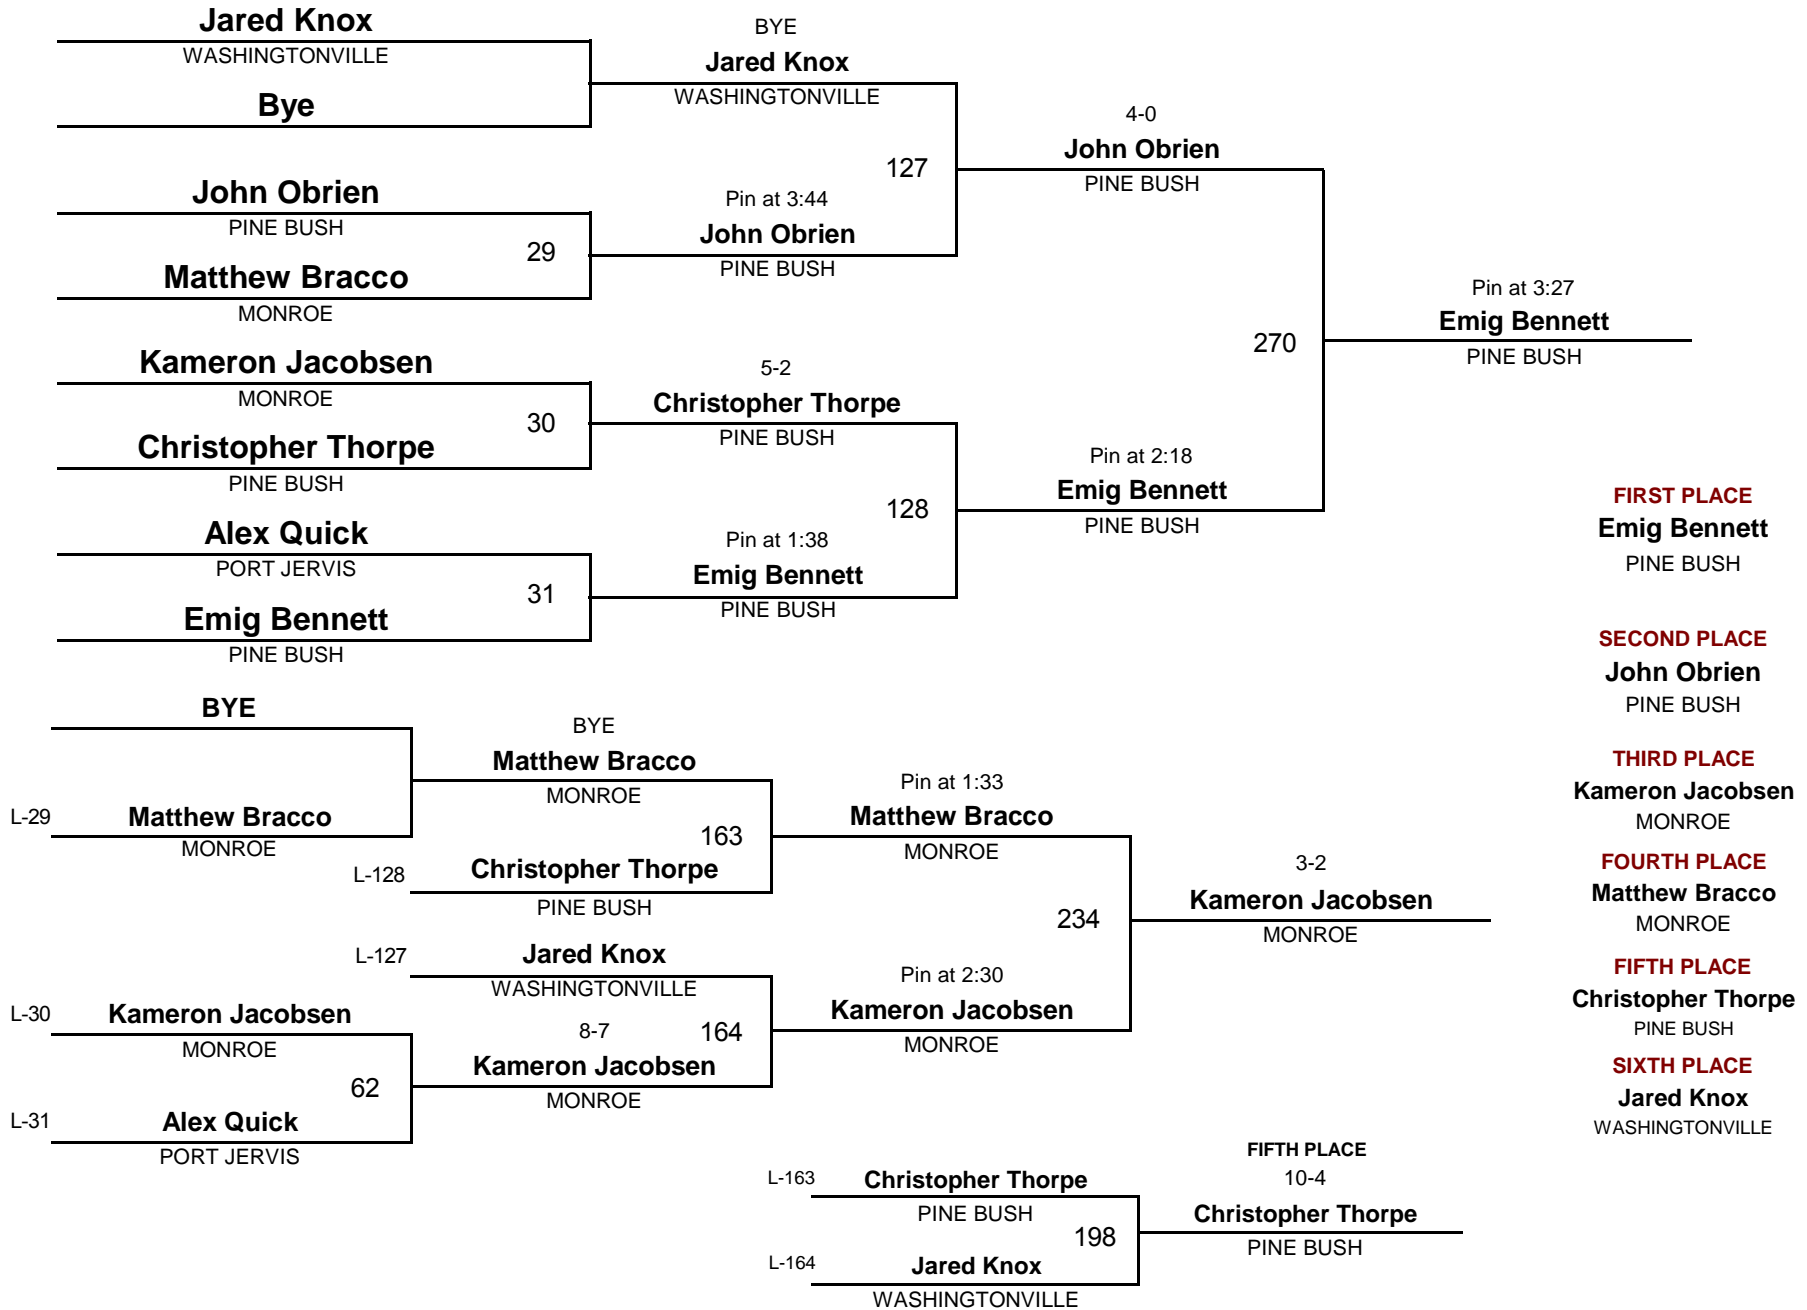 Jared Knox
WASHINGTONVILLE
Bye
John Obrien
PINE BUSH
29
Matthew Bracco
MONROE
Kameron Jacobsen
MONROE
30
Christopher Thorpe
PINE BUSH
Alex Quick
PORT JERVIS
31
Emig Bennett
PINE BUSH
BYE
Jared Knox
WASHINGTONVILLE
127
Pin at 3:44
John Obrien
PINE BUSH
5-2
Christopher Thorpe
PINE BUSH
128
Pin at 1:38
Emig Bennett
PINE BUSH
4-0
John Obrien
PINE BUSH
270
Pin at 2:18
Emig Bennett
PINE BUSH
Pin at 3:27
Emig Bennett
PINE BUSH
BYE
L-29
Matthew Bracco
MONROE
L-30
Kameron Jacobsen
MONROE
62
L-31
Alex Quick
PORT JERVIS
BYE
Matthew Bracco
MONROE
163
L-128
Christopher Thorpe
PINE BUSH
L-127
Jared Knox
WASHINGTONVILLE
8-7
164
Kameron Jacobsen
MONROE
Pin at 1:33
Matthew Bracco
MONROE
234
Pin at 2:30
Kameron Jacobsen
MONROE
3-2
Kameron Jacobsen
MONROE
L-163
Christopher Thorpe
PINE BUSH
198
L-164
Jared Knox
WASHINGTONVILLE
FIFTH PLACE
10-4
Christopher Thorpe
PINE BUSH
FIRST PLACE
Emig Bennett
PINE BUSH
SECOND PLACE
John Obrien
PINE BUSH
THIRD PLACE
Kameron Jacobsen
MONROE
FOURTH PLACE
Matthew Bracco
MONROE
FIFTH PLACE
Christopher Thorpe
PINE BUSH
SIXTH PLACE
Jared Knox
WASHINGTONVILLE